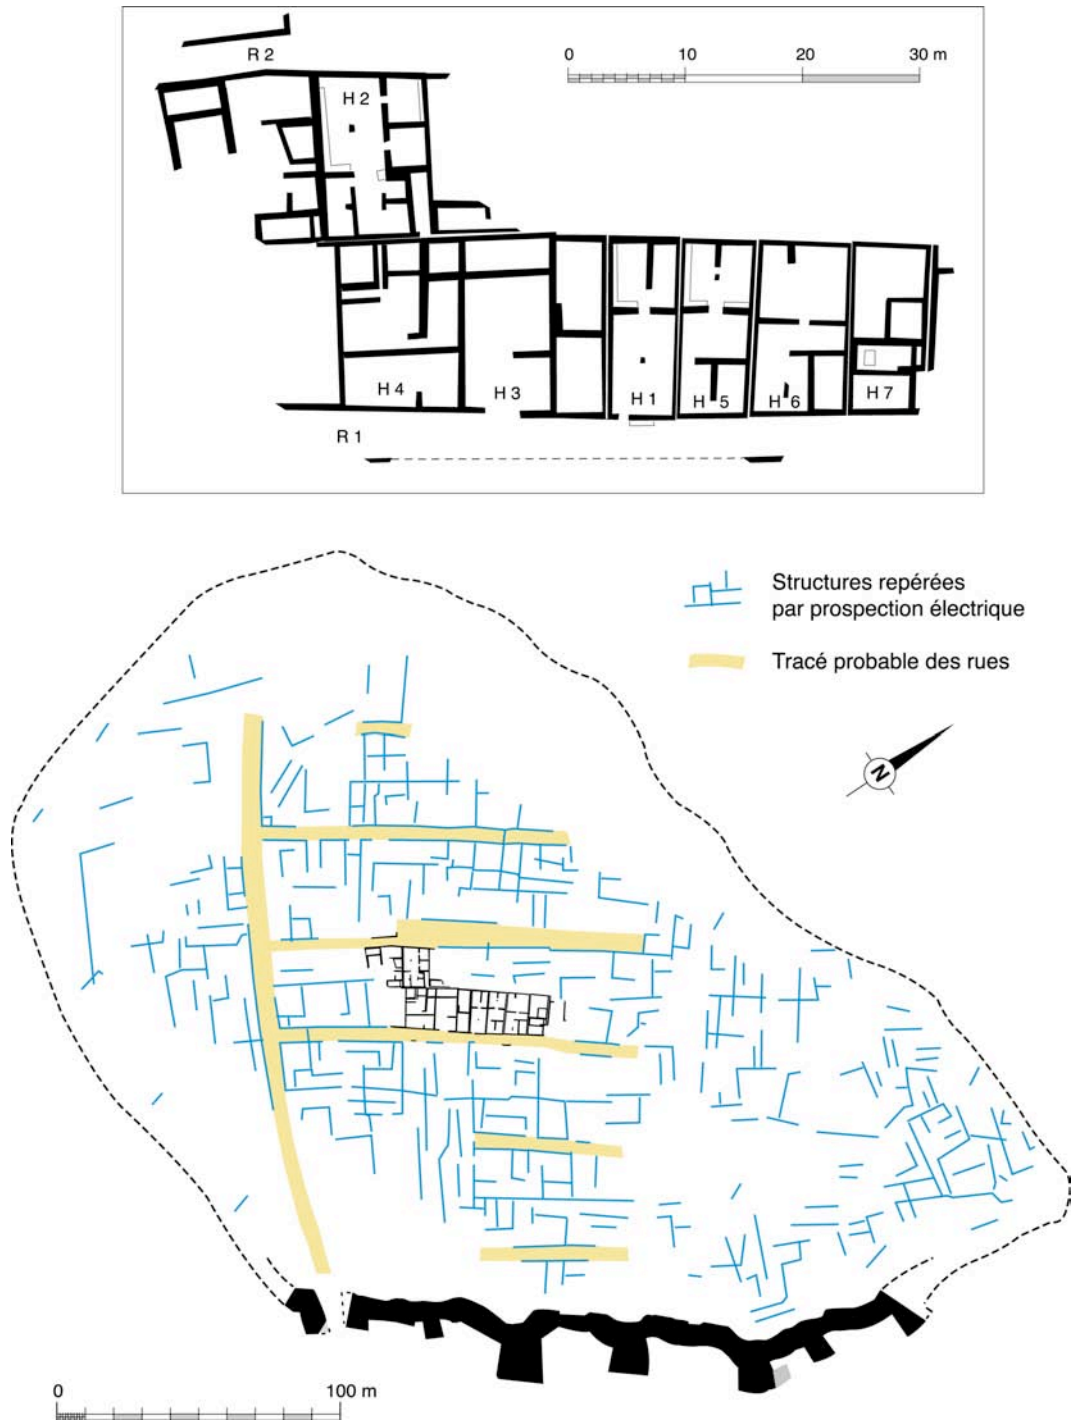 R 2
0 10 20 30 m
H 2
H 4 H 3 H 1 H 5 H 6 H 7
R 1
Structures repérées
par prospection électrique
Tracé probable des rues
N
0 100 m